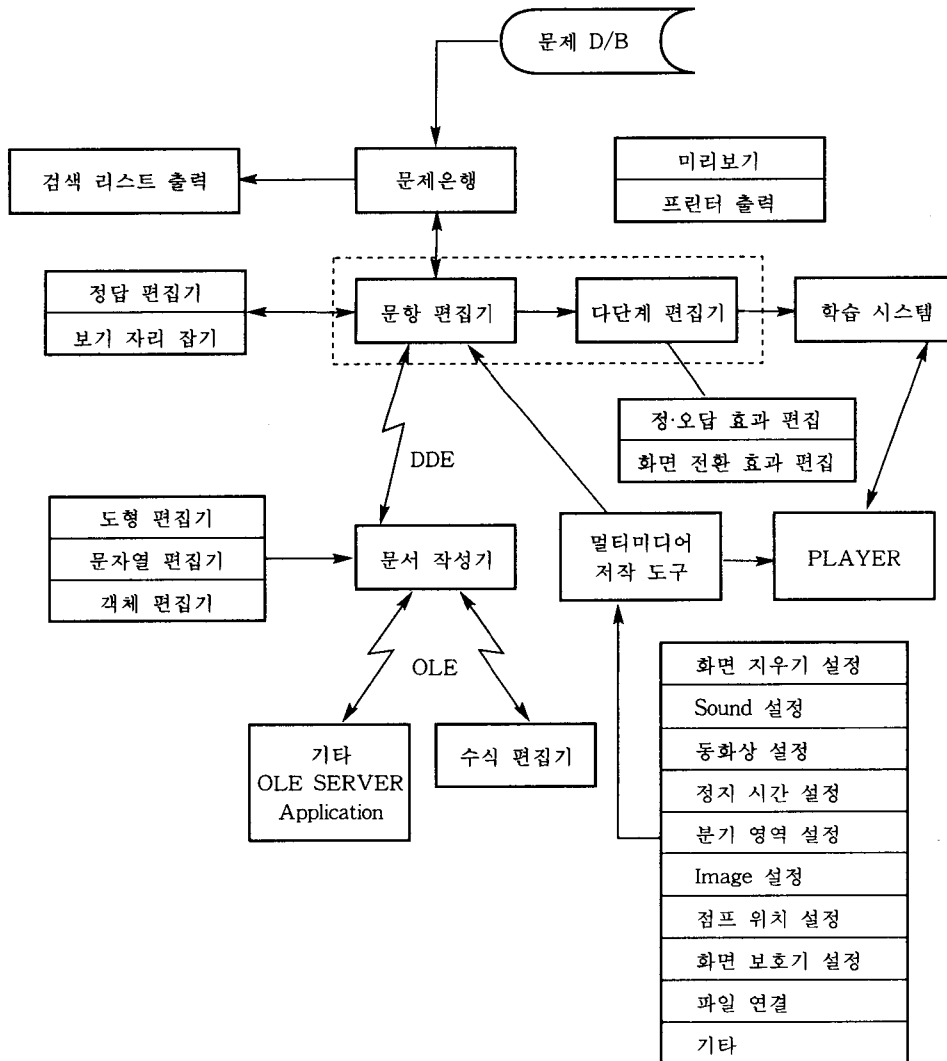 문제 D/B
검색 리스트 출력
문제은행
미리보기
프린터 출력
정답 편집기
보기 자리 잡기
문항 편집기
다단계 편집기
학습 시스템
정·오답 효과 편집
화면 전환 효과 편집
DDE
도형 편집기
문자열 편집기
객체 편집기
문서 작성기
멀티미디어
저작 도구
PLAYER
OLE
기타
OLE SERVER
Application
수식 편집기
화면 지우기 설정
Sound 설정
동화상 설정
정지 시간 설정
분기 영역 설정
Image 설정
점프 위치 설정
화면 보호기 설정
파일 연결
기타